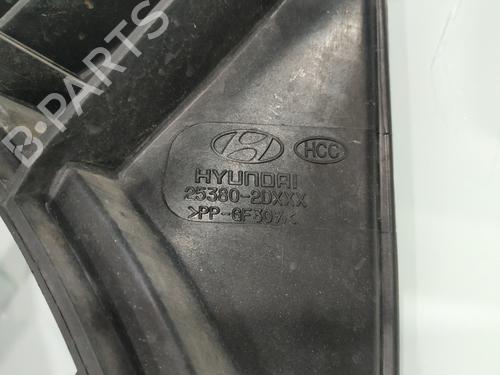 HCC
HYUNDAI
25380-2DXXX
>PP-GF30%<
B-PARTS